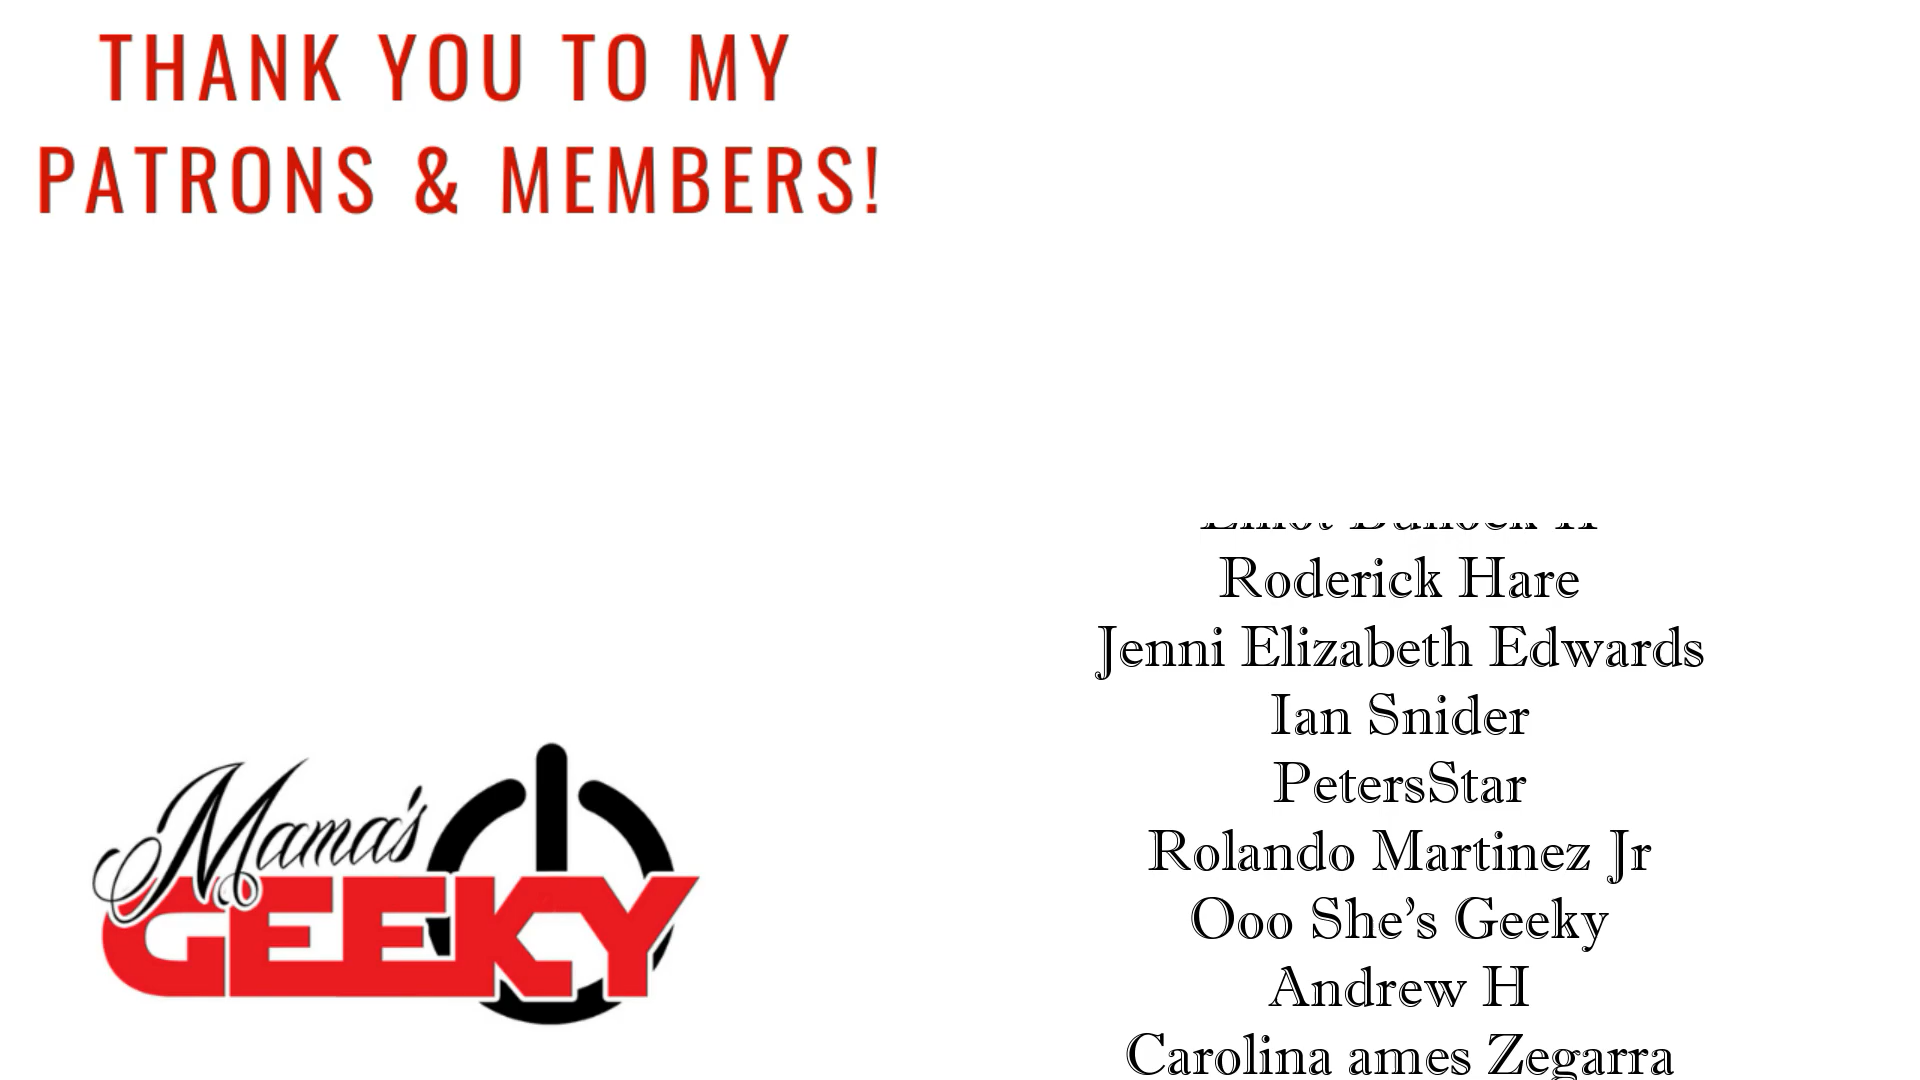 THANK YOU TO MY
PATRONS & MEMBERS!
Roderick Hare
Jenni Elizabeth Edwards
Ian Snider
PetersStar
Rolando Martinez Jr
Ooo She’s Geeky
Andrew H
Carolina ames Zegarra
Mama's
GEEKY